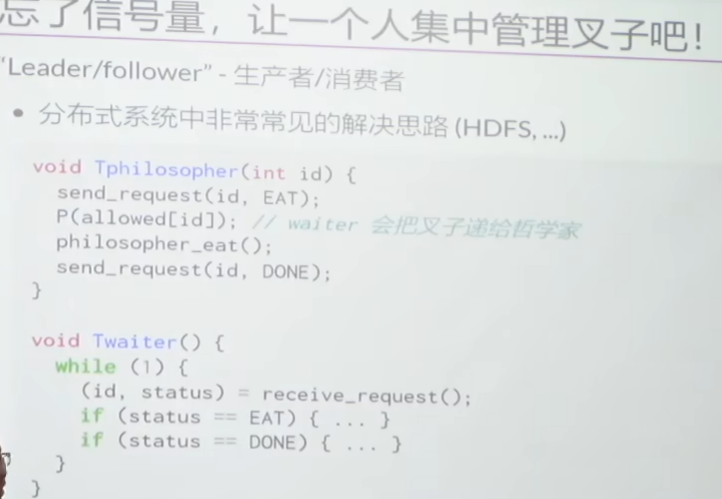 忘了信号量，让一个人集中管理叉子吧！
“Leader/follower” - 生产者/消费者
• 分布式系统中非常常见的解决思路 (HDFS, ...)
void Tphilosopher(int id) {
  send_request(id, EAT);
  P(allowed[id]); // waiter 会把叉子递给哲学家
  philosopher_eat();
  send_request(id, DONE);
}
void Twaiter() {
  while (1) {
    (id, status) = receive_request();
    if (status == EAT) { ... }
    if (status == DONE) { ... }
  }
}